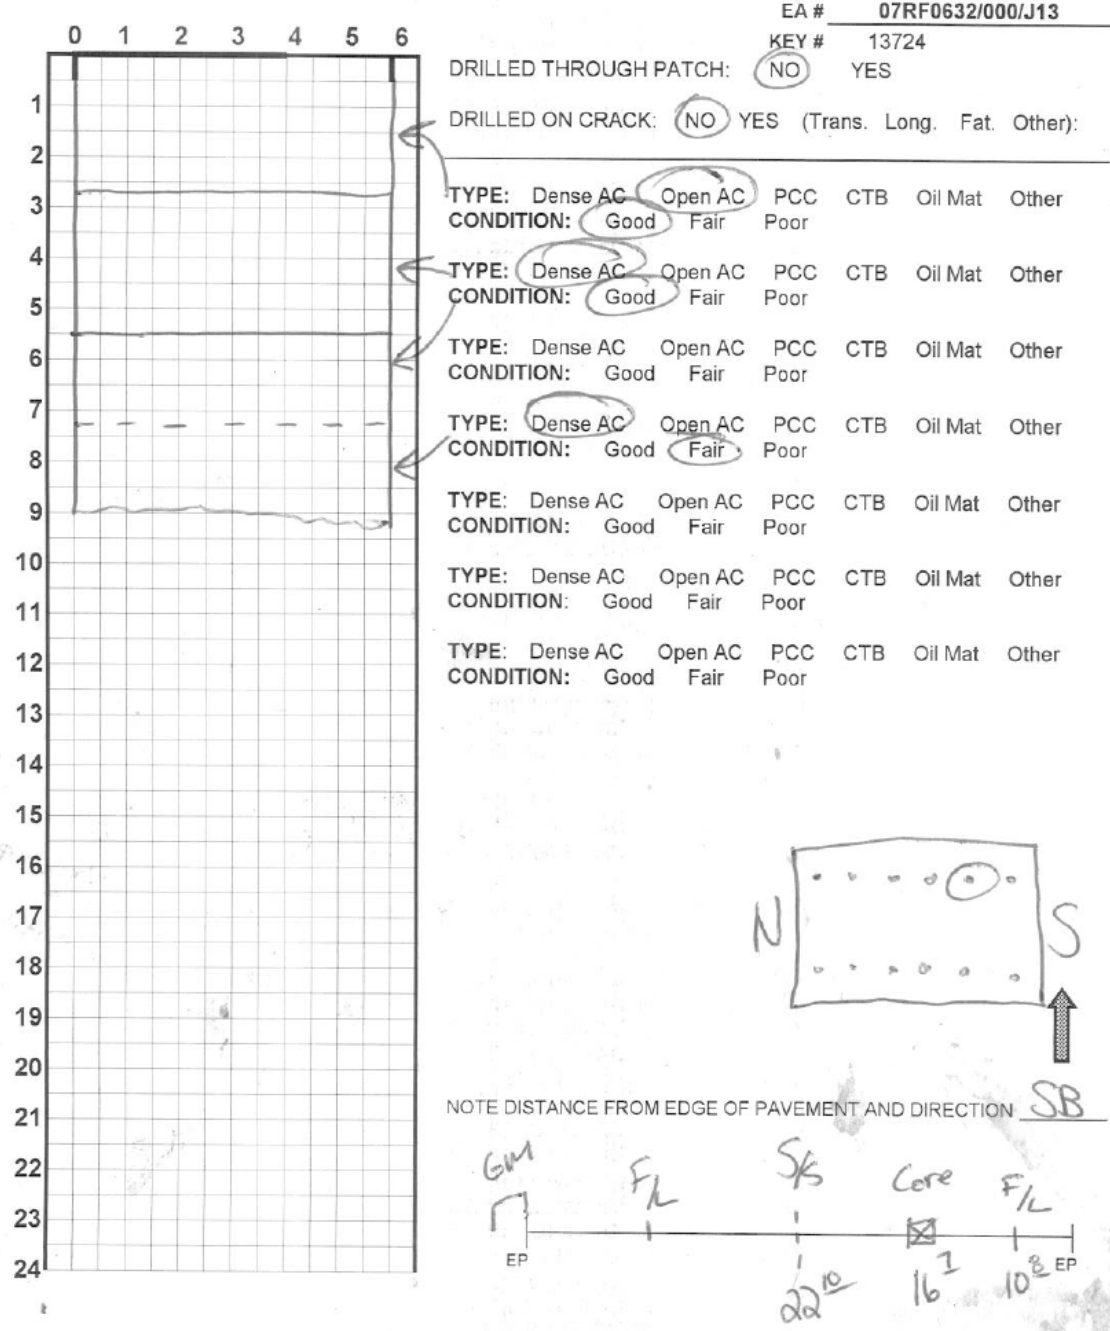 EA # 07RF0632/000/J13
KEY # 13724
0 1 2 3 4 5 6
DRILLED THROUGH PATCH: NO YES
DRILLED ON CRACK: NO YES (Trans. Long. Fat. Other):
TYPE: Dense AC Open AC PCC CTB Oil Mat Other
CONDITION: Good Fair Poor
TYPE: Dense AC Open AC PCC CTB Oil Mat Other
CONDITION: Good Fair Poor
TYPE: Dense AC Open AC PCC CTB Oil Mat Other
CONDITION: Good Fair Poor
TYPE: Dense AC Open AC PCC CTB Oil Mat Other
CONDITION: Good Fair Poor
TYPE: Dense AC Open AC PCC CTB Oil Mat Other
CONDITION: Good Fair Poor
TYPE: Dense AC Open AC PCC CTB Oil Mat Other
CONDITION: Good Fair Poor
TYPE: Dense AC Open AC PCC CTB Oil Mat Other
CONDITION: Good Fair Poor
1
2
3
4
5
6
7
8
9
10
11
12
13
14
15
16
17
18
19
20
21
22
23
24
N S
NOTE DISTANCE FROM EDGE OF PAVEMENT AND DIRECTION SB
F/L S/S Core F/L
EP EP
22 10 16 7 10 8